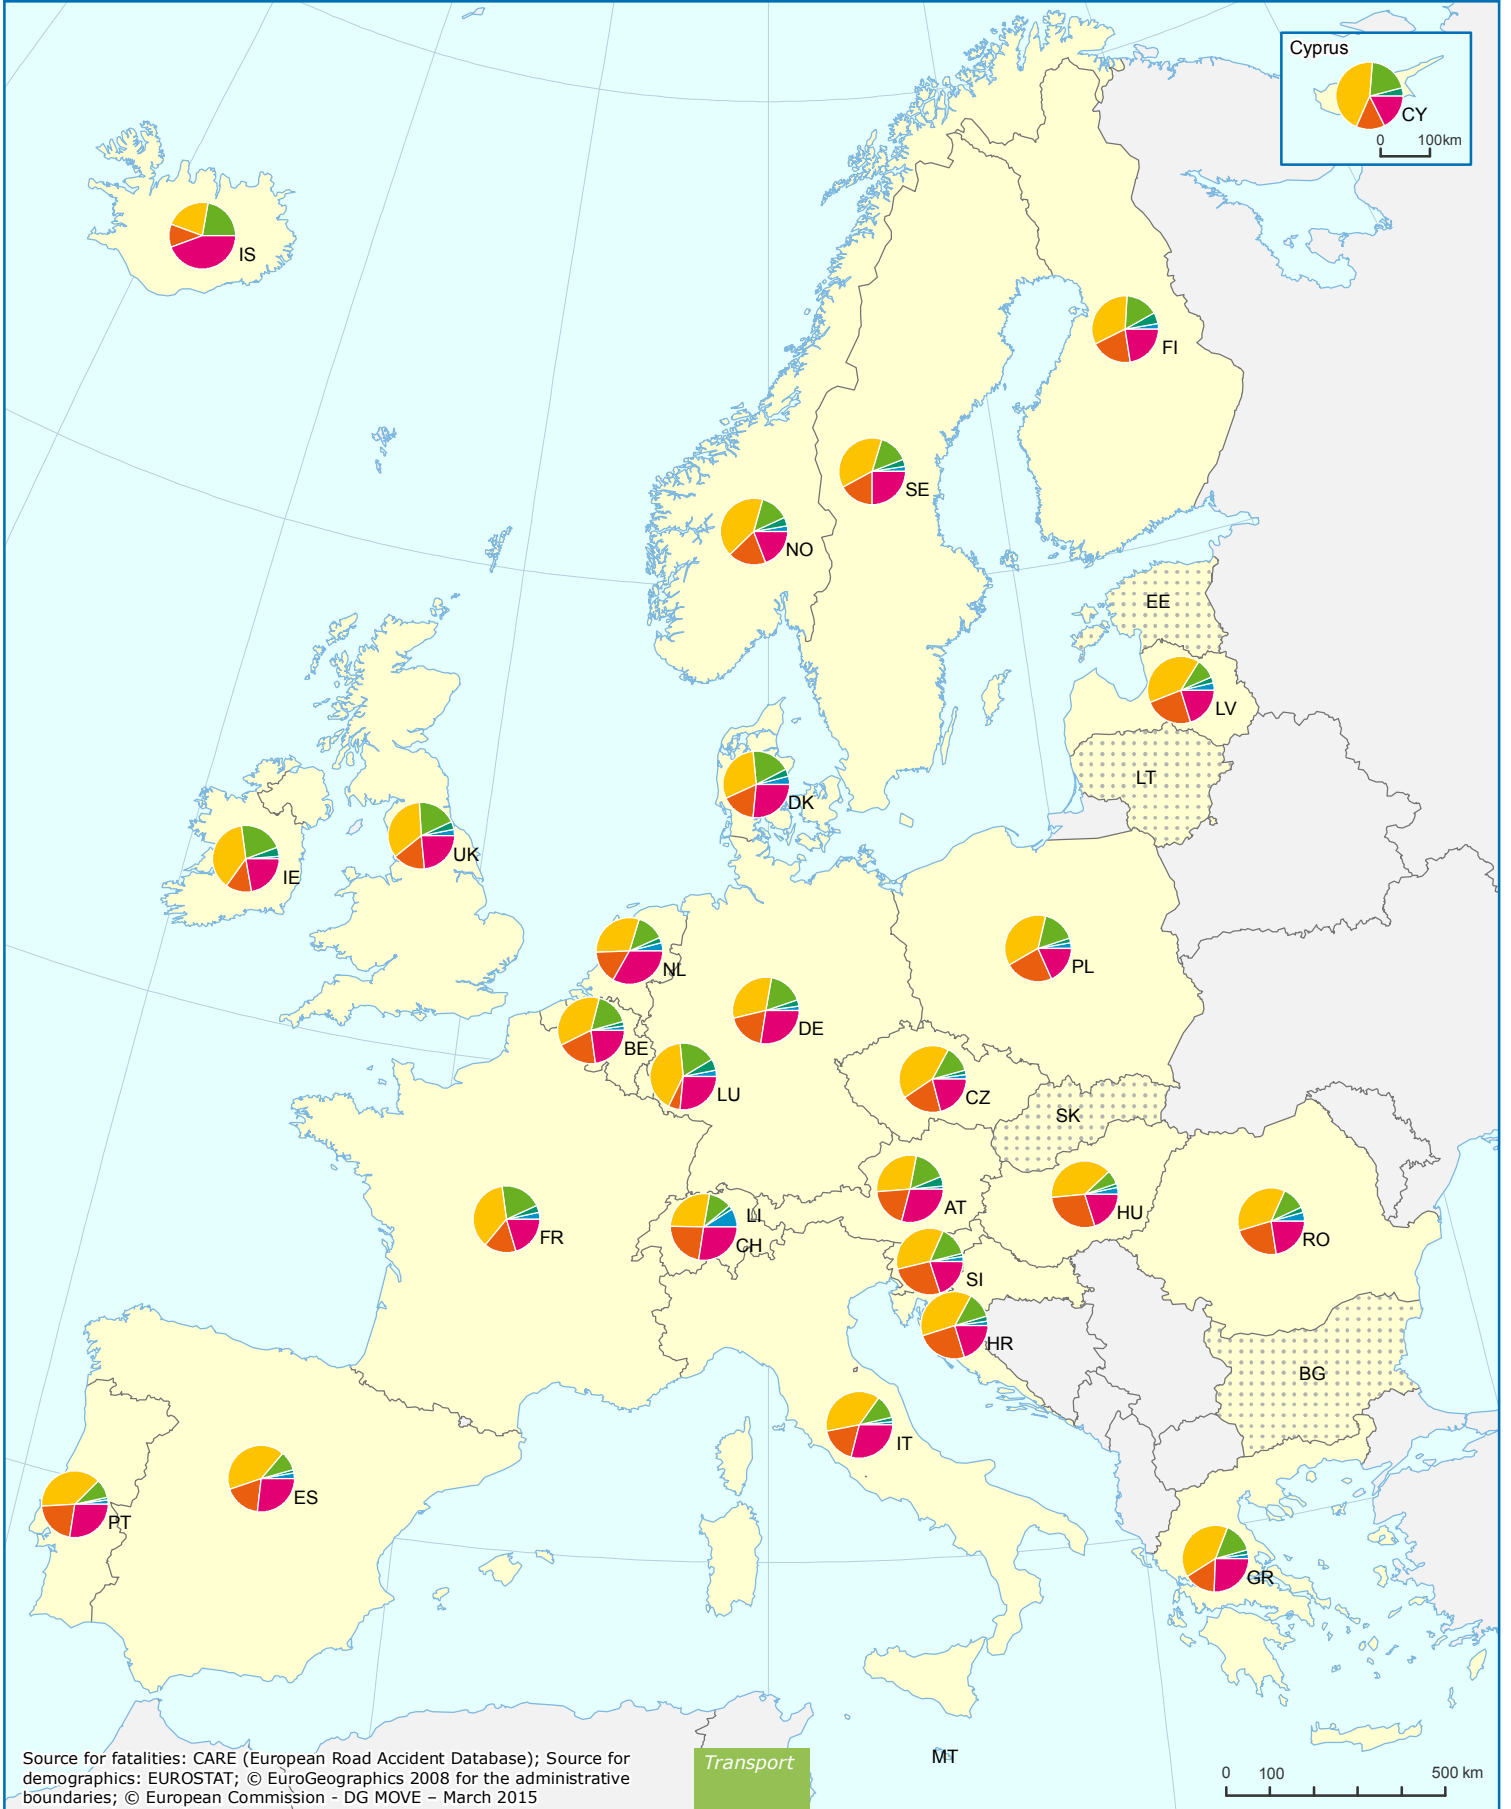 Cyprus
CY
0 100km
IS
FI
SE
NO
EE
LV
LT
DK
UK
IE
NL
PL
DE
BE
LU
CZ
SK
AT
LI
CH
HU
FR
RO
SI
HR
BG
IT
ES
PT
GR
MT
Source for fatalities: CARE (European Road Accident Database); Source for
demographics: EUROSTAT; © EuroGeographics 2008 for the administrative
boundaries; © European Commission - DG MOVE – March 2015
Transport
0 100 500 km